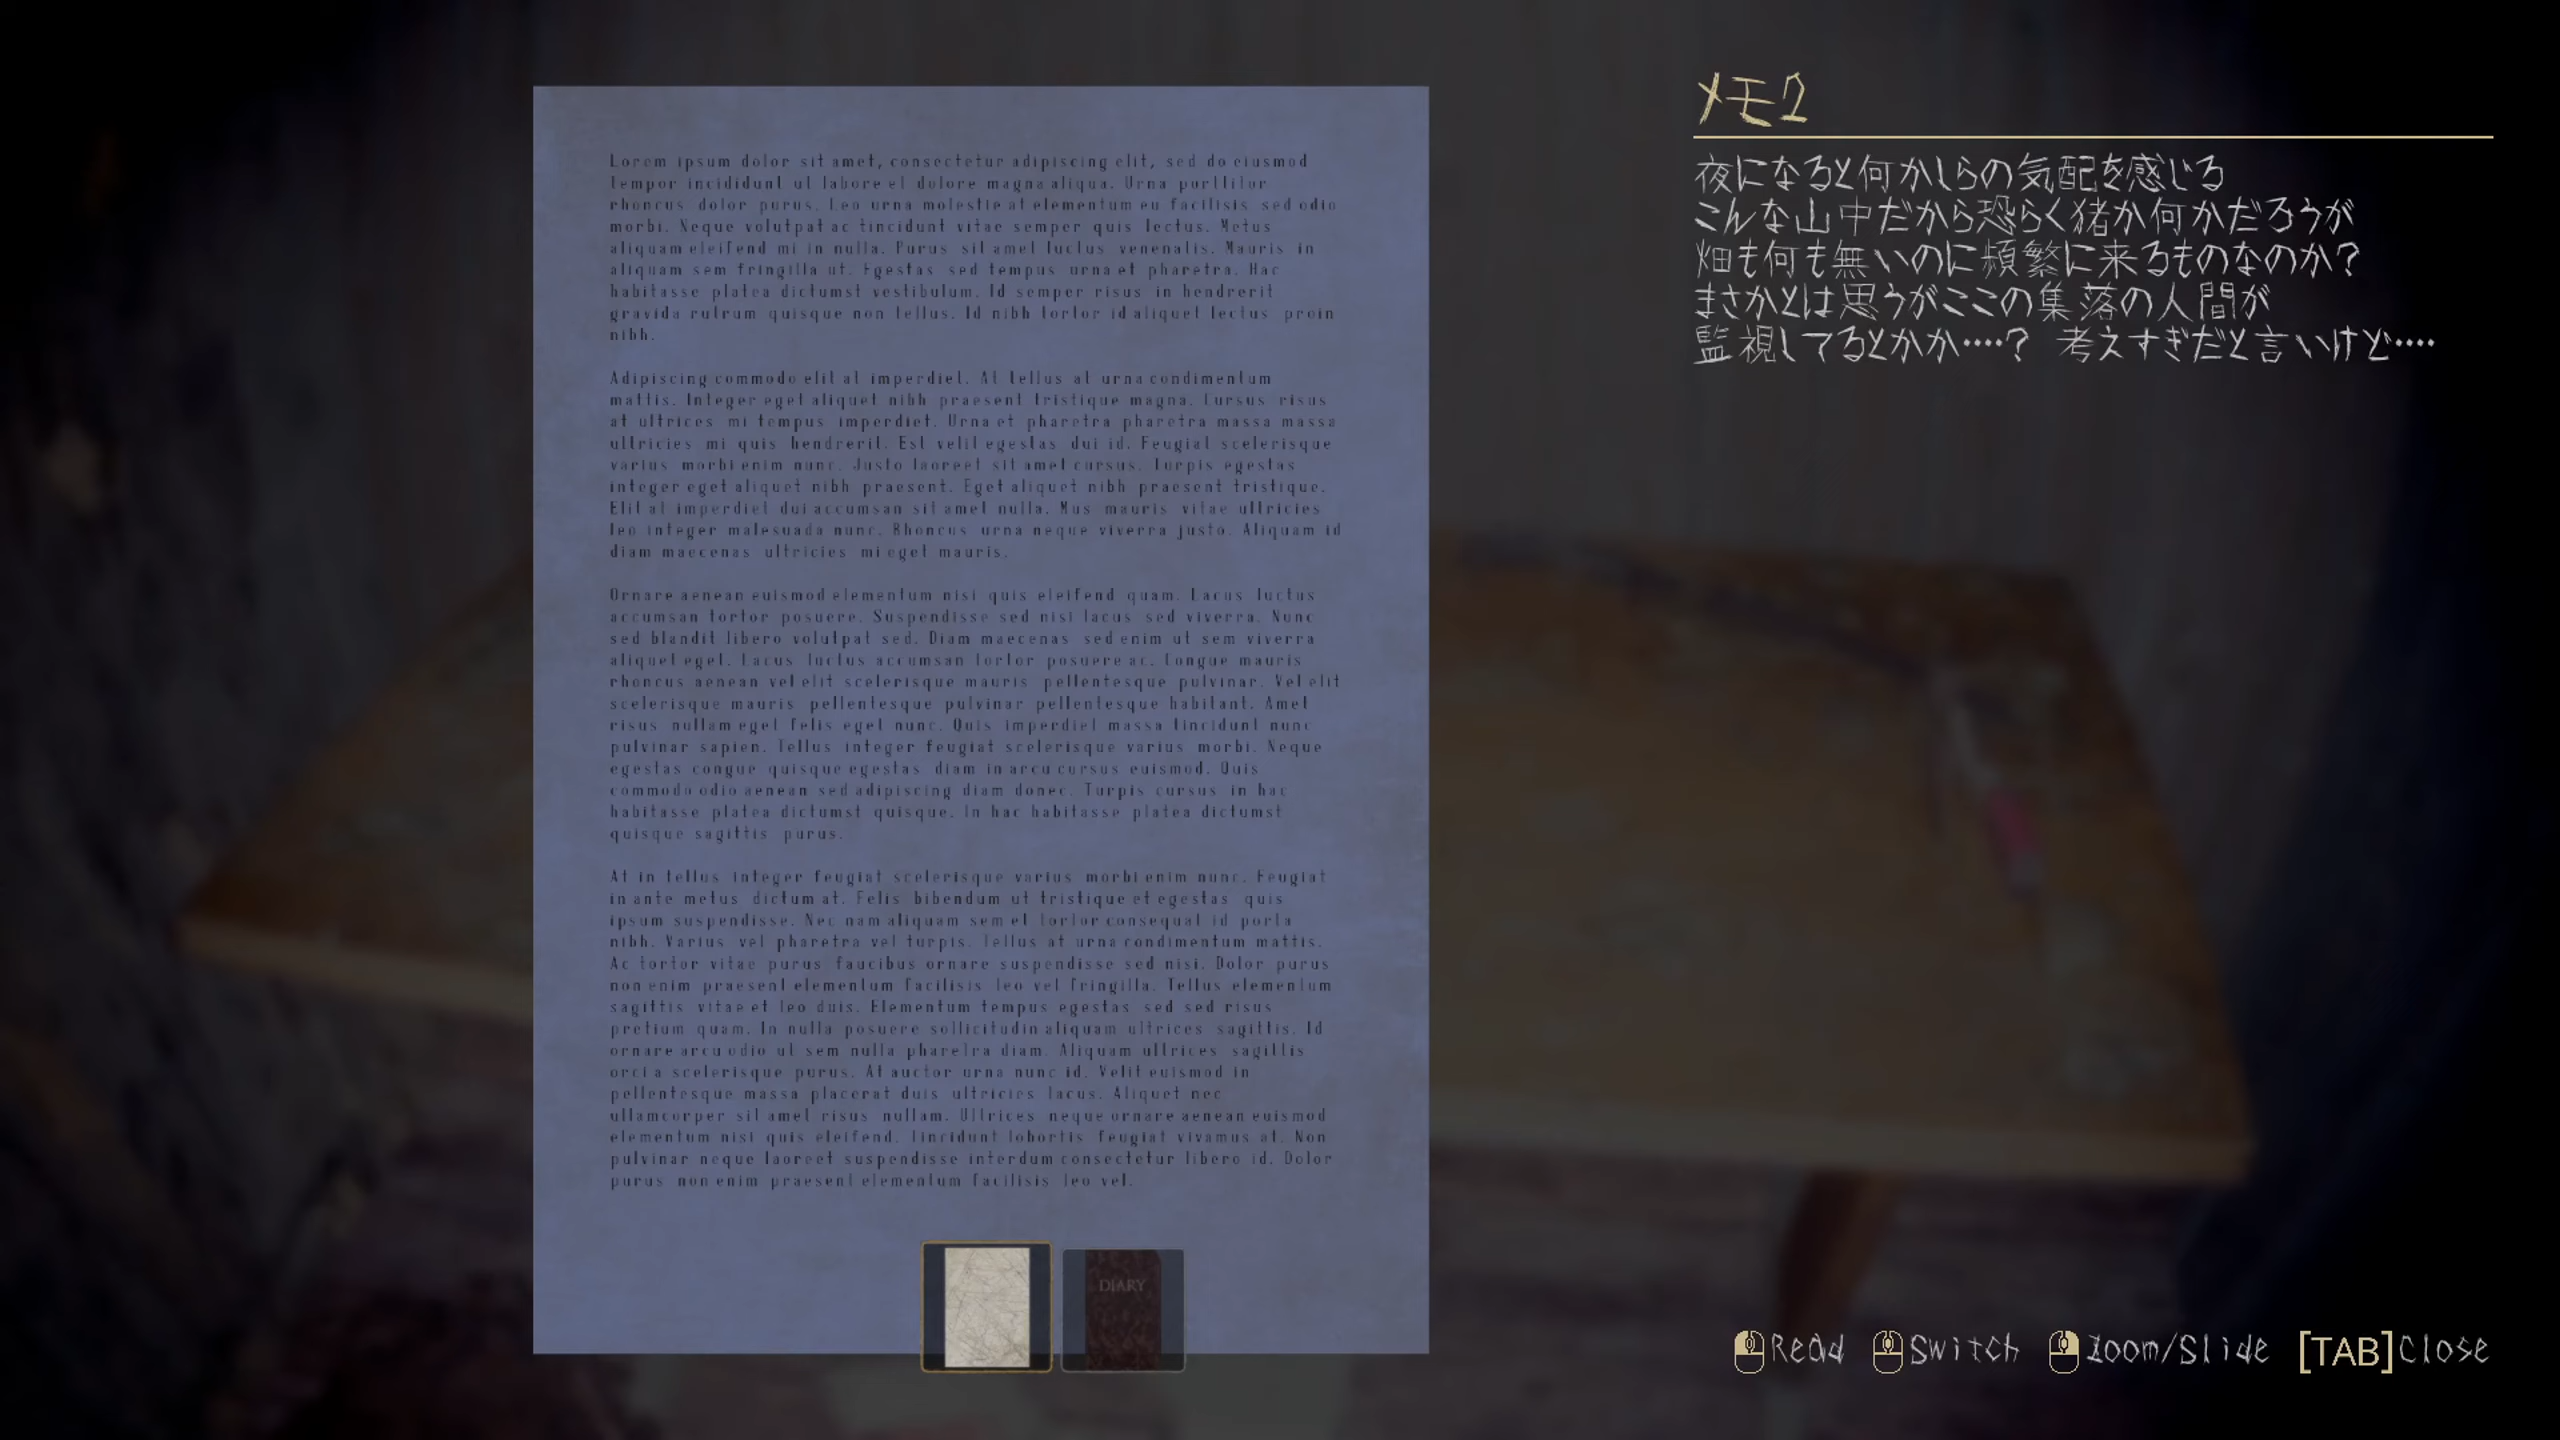 Lorem ipsum dolor sit amet, consectetur adipiscing elit, sed do eiusmod
tempor incididunt ut labore et dolore magna aliqua. Urna porttitor
rhoncus dolor purus. Leo urna molestie at elementum eu facilisis sed odio
morbi. Neque volutpat ac tincidunt vitae semper quis lectus. Metus
aliquam eleifend mi in nulla. Purus sit amet luctus venenatis. Mauris in
aliquam sem fringilla ut. Egestas sed tempus urna et pharetra. Hac
habitasse platea dictumst vestibulum. Id semper risus in hendrerit
gravida rutrum quisque non tellus. Id nibh tortor id aliquet lectus proin
nibh.
Adipiscing commodo elit at imperdiet. At tellus at urna condimentum
mattis. Integer eget aliquet nibh praesent tristique magna. Cursus risus
at ultrices mi tempus imperdiet. Urna et pharetra pharetra massa massa
ultricies mi quis hendrerit. Est velit egestas dui id. Feugiat scelerisque
varius morbi enim nunc. Justo laoreet sit amet cursus. Turpis egestas
integer eget aliquet nibh praesent. Eget aliquet nibh praesent tristique.
Elit at imperdiet dui accumsan sit amet nulla. Mus mauris vitae ultricies
leo integer malesuada nunc. Rhoncus urna neque viverra justo. Aliquam id
diam maecenas ultricies mi eget mauris.
Ornare aenean euismod elementum nisi quis eleifend quam. Lacus luctus
accumsan tortor posuere. Suspendisse sed nisi lacus sed viverra. Nunc
sed blandit libero volutpat sed. Diam maecenas sed enim ut sem viverra
aliquet eget. Lacus luctus accumsan tortor posuere ac. Congue mauris
rhoncus aenean vel elit scelerisque mauris pellentesque pulvinar. Vel elit
scelerisque mauris pellentesque pulvinar pellentesque habitant. Amet
risus nullam eget felis eget nunc. Quis imperdiet massa tincidunt nunc
pulvinar sapien. Tellus integer feugiat scelerisque varius morbi. Neque
egestas congue quisque egestas diam in arcu cursus euismod. Quis
commodo odio aenean sed adipiscing diam donec. Turpis cursus in hac
habitasse platea dictumst quisque. In hac habitasse platea dictumst
quisque sagittis purus.
At in tellus integer feugiat scelerisque varius morbi enim nunc. Feugiat
in ante metus dictum at. Felis bibendum ut tristique et egestas quis
ipsum suspendisse. Nec nam aliquam sem et tortor consequat id porta
nibh. Varius vel pharetra vel turpis. Tellus at urna condimentum mattis.
Ac tortor vitae purus faucibus ornare suspendisse sed nisi. Dolor purus
non enim praesent elementum facilisis leo vel fringilla. Tellus elementum
sagittis vitae et leo duis. Elementum tempus egestas sed sed risus
pretium quam. In nulla posuere sollicitudin aliquam ultrices sagittis. Id
ornare arcu odio ut sem nulla pharetra diam. Aliquam ultrices sagittis
orci a scelerisque purus. At auctor urna nunc id. Velit euismod in
pellentesque massa placerat duis ultricies lacus. Aliquet nec
ullamcorper sit amet risus nullam. Ultrices neque ornare aenean euismod
elementum nisi quis eleifend. Tincidunt lobortis feugiat vivamus at. Non
pulvinar neque laoreet suspendisse interdum consectetur libero id. Dolor
purus non enim praesent elementum facilisis leo vel.
メモ2
夜になると何かしらの気配を感じる
こんな山中だから恐らく猪か何かだろうが
畑も何も無いのに頻繁に来るものなのか?
まさかとは思うがここの集落の人間が
監視してるとかか‥‥? 考えすぎだと言いけど‥‥
DIARY
Read Switch Zoom/Slide [TAB]Close